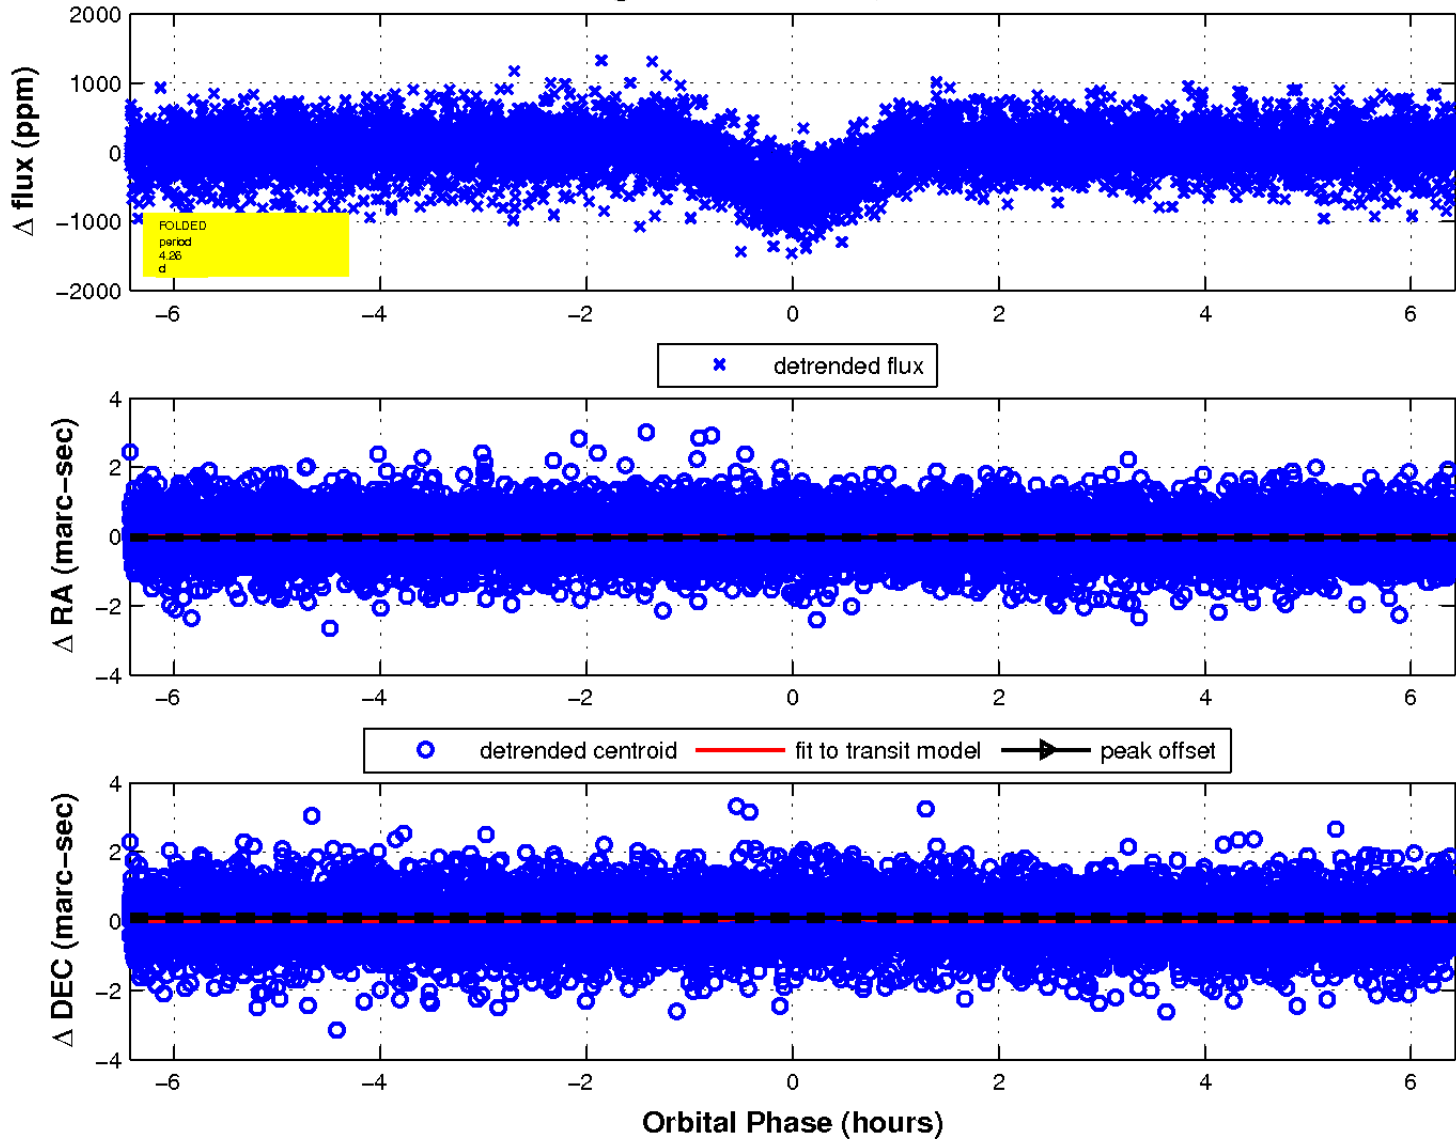 2000
1000
0
−1000
−2000
Δ flux (ppm)
FOLDED
period
4.26
d
−6 −4 −2 0 2 4 6
detrended flux
4
2
0
−2
−4
Δ RA (marc−sec)
−6 −4 −2 0 2 4 6
detrended centroid fit to transit model peak offset
4
2
0
−2
−4
Δ DEC (marc−sec)
−6 −4 −2 0 2 4 6
Orbital Phase (hours)